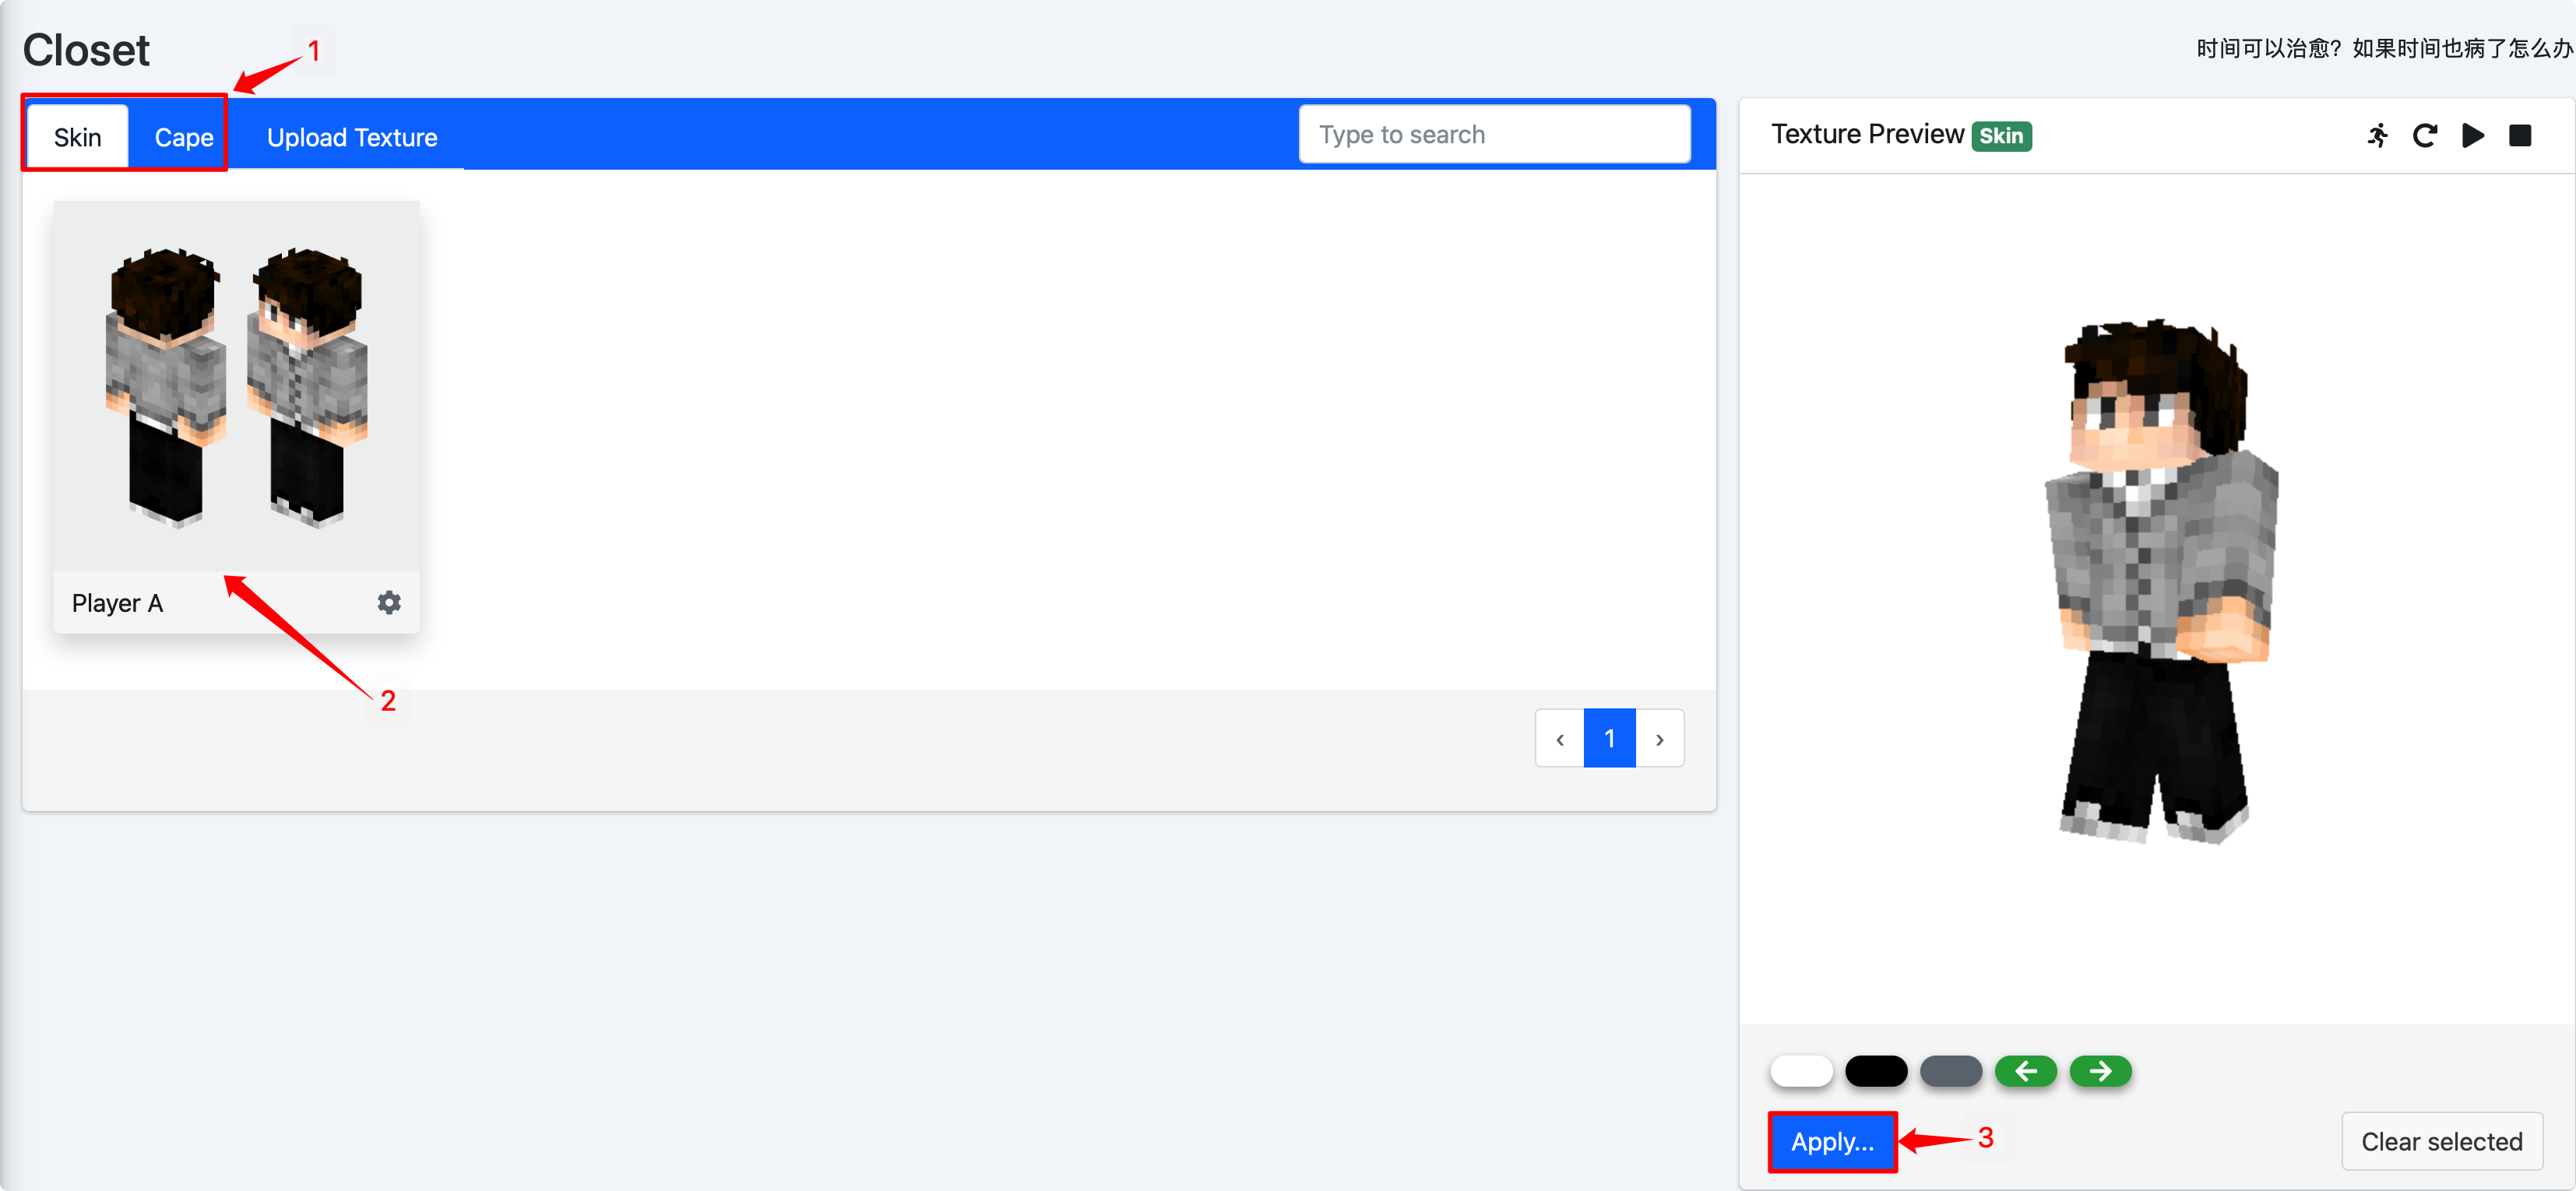 Closet
1
时间可以治愈？如果时间也病了怎么办
Skin Cape Upload Texture Type to search
Texture Preview Skin
Player A
2
‹ 1 ›
Apply... 3 Clear selected